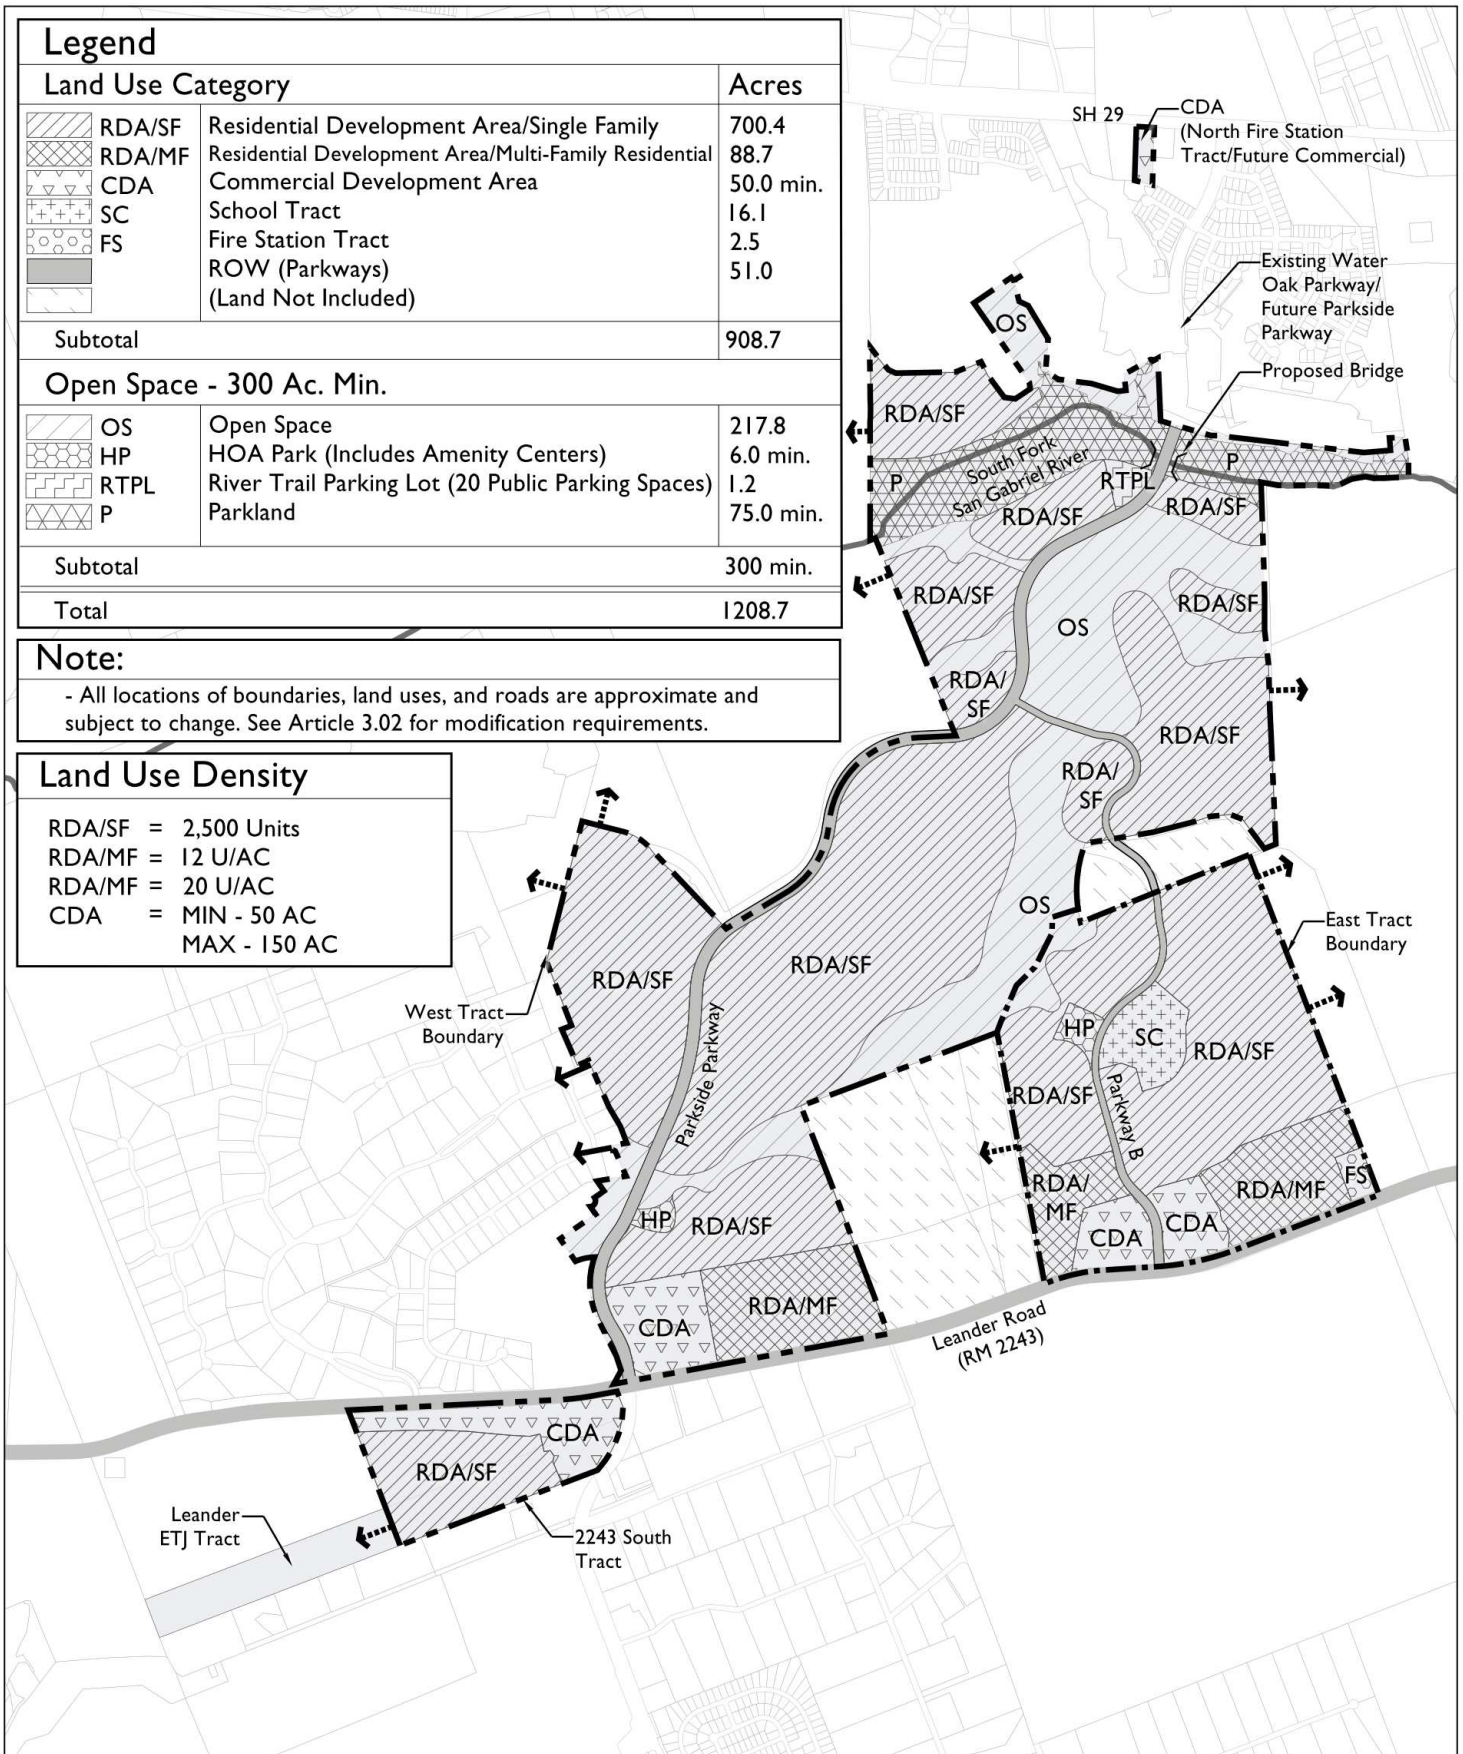 Legend
Land Use Category Acres
RDA/SF Residential Development Area/Single Family 700.4
RDA/MF Residential Development Area/Multi-Family Residential 88.7
CDA Commercial Development Area 50.0 min.
SC School Tract 16.1
FS Fire Station Tract 2.5
ROW (Parkways) 51.0
(Land Not Included)
Subtotal 908.7
Open Space - 300 Ac. Min.
OS Open Space 217.8
HP HOA Park (Includes Amenity Centers) 6.0 min.
RTPL River Trail Parking Lot (20 Public Parking Spaces) 1.2
P Parkland 75.0 min.
Subtotal 300 min.
Total 1208.7
Note:
- All locations of boundaries, land uses, and roads are approximate and
subject to change. See Article 3.02 for modification requirements.
Land Use Density
RDA/SF = 2,500 Units
RDA/MF = 12 U/AC
RDA/MF = 20 U/AC
CDA = MIN - 50 AC
MAX - 150 AC
SH 29
CDA
(North Fire Station
Tract/Future Commercial)
Existing Water
Oak Parkway/
Future Parkside
Parkway
OS
Proposed Bridge
RDA/SF
South Fork
San Gabriel River
P
P
RTPL
RDA/SF
RDA/SF
RDA/SF
RDA/SF
OS
RDA/
SF
RDA/SF
RDA/
SF
OS
East Tract
Boundary
RDA/SF
RDA/SF
West Tract
Boundary
Parkside Parkway
HP
SC
RDA/SF
RDA/SF
Parkway B
RDA/
MF
RDA/MF
FS
CDA
CDA
HP
RDA/SF
RDA/MF
CDA
Leander Road
(RM 2243)
CDA
RDA/SF
Leander
ETJ Tract
2243 South
Tract